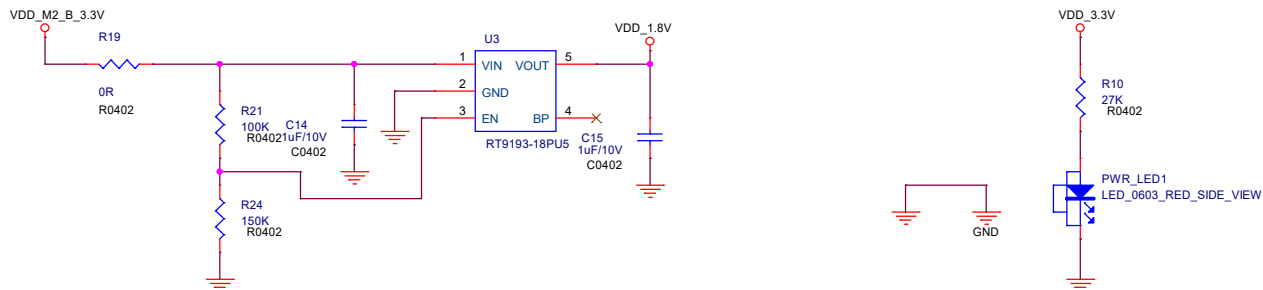 VDD_M2_B_3.3V
R19
0R
R0402
R21
100K
R0402
C14
1uF/10V
C0402
R24
150K
R0402
U3
1
VIN
VOUT
5
2
GND
3
EN
BP
4
RT9193-18PU5
VDD_1.8V
C15
1uF/10V
C0402
GND
VDD_3.3V
R10
27K
R0402
PWR_LED1
LED_0603_RED_SIDE_VIEW